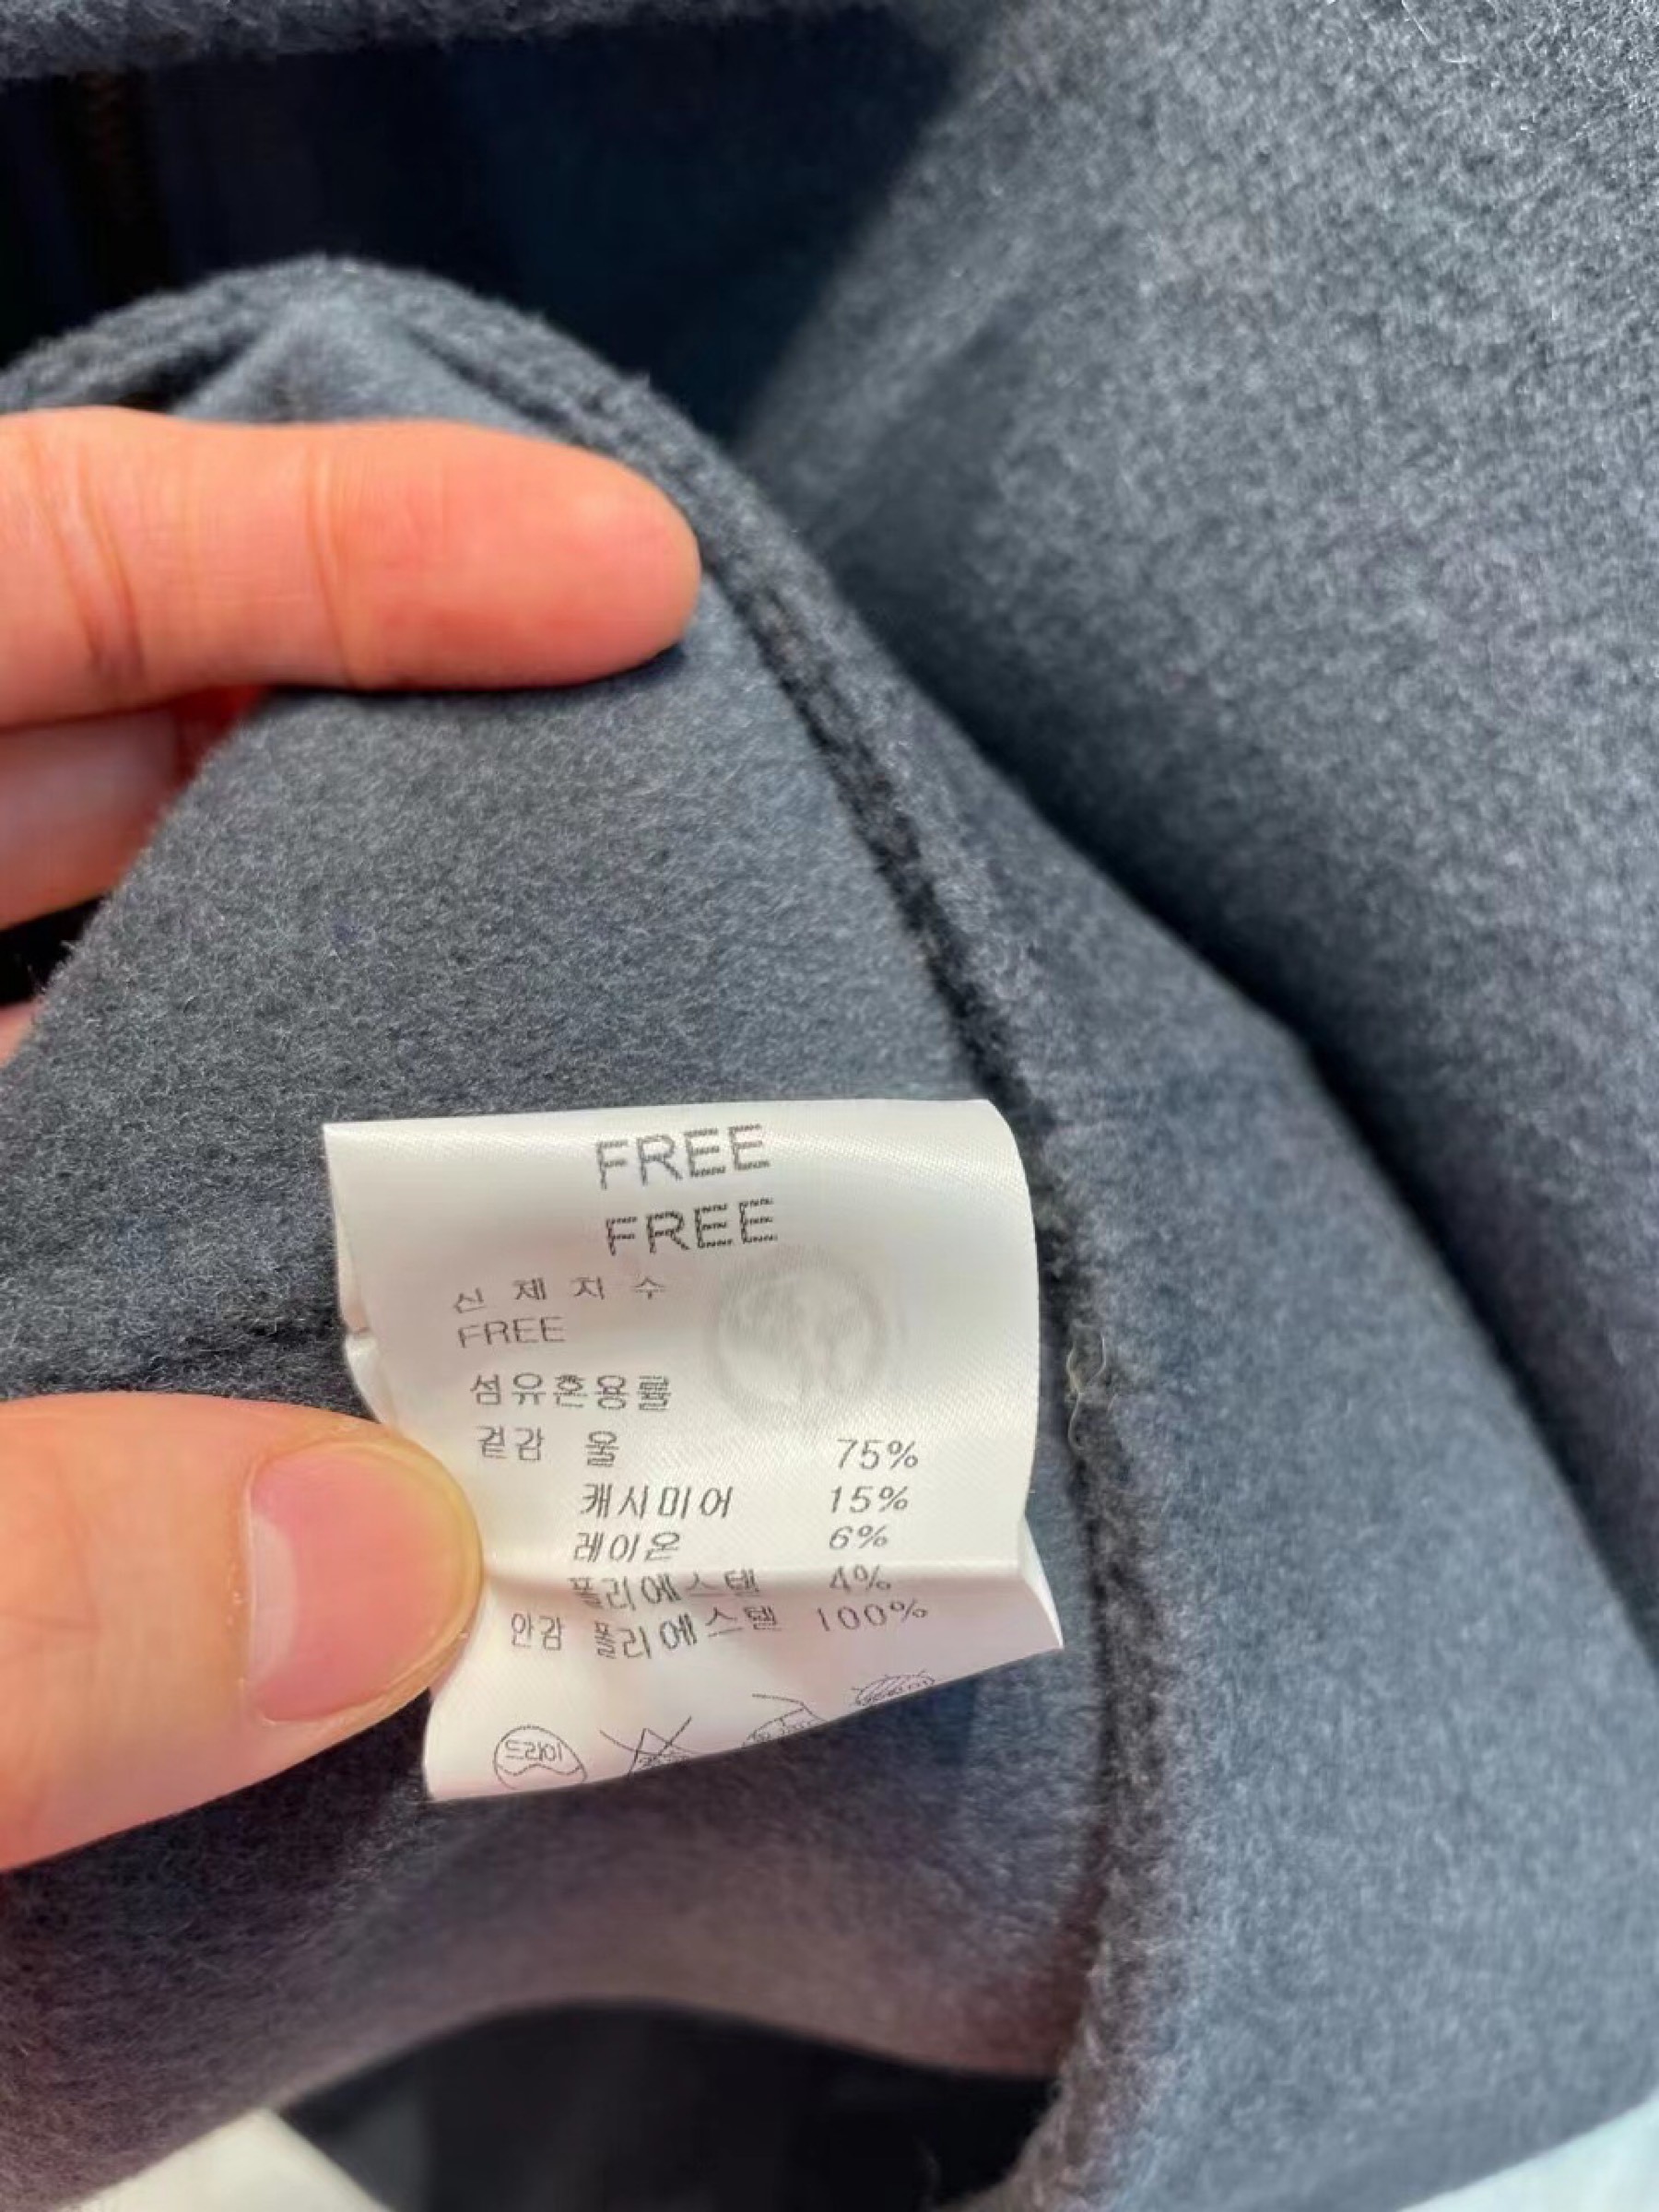 FREE
FREE
신 체 치 수
FREE
섬유혼용률
겉감 울 75%
캐시미어 15%
레이온 6%
폴리에스텔 4%
안감 폴리에스텔 100%
드라이